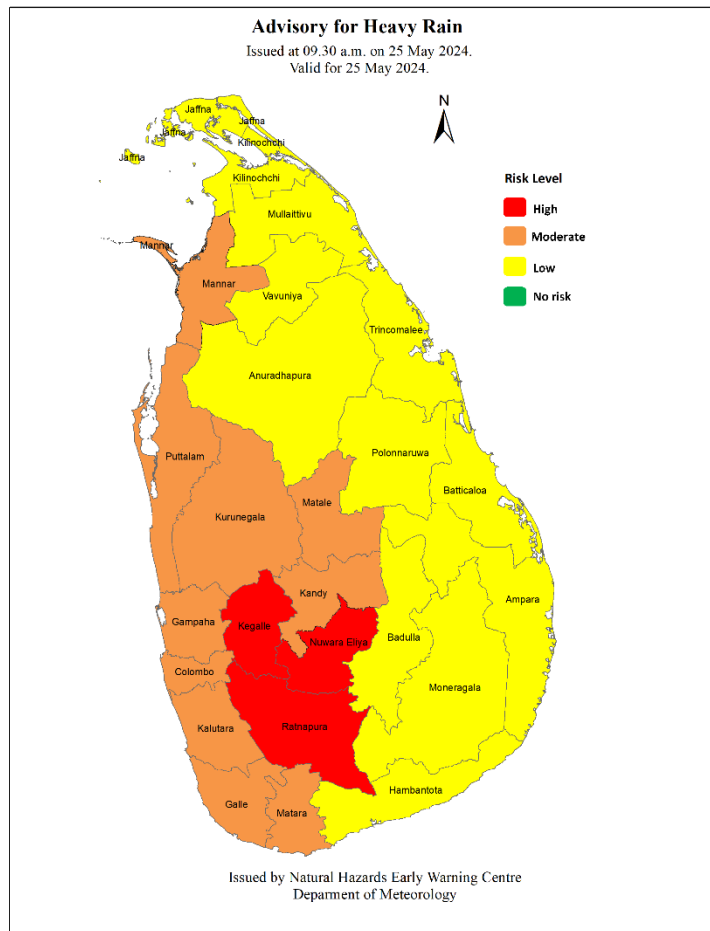 Advisory for Heavy Rain
Issued at 09.30 a.m. on 25 May 2024.
Valid for 25 May 2024.
N
Jaffna
Jaffna
Jaffna
Jaffna
Kilinochchi
Kilinochchi
Mullaittivu
Mannar
Mannar
Vavuniya
Trincomalee
Anuradhapura
Puttalam
Polonnaruwa
Batticaloa
Matale
Kurunegala
Kandy
Ampara
Gampaha
Kegalle
Nuwara Eliya
Badulla
Colombo
Moneragala
Kalutara
Ratnapura
Hambantota
Galle
Matara
Risk Level
High
Moderate
Low
No risk
Issued by Natural Hazards Early Warning Centre
Deparment of Meteorology